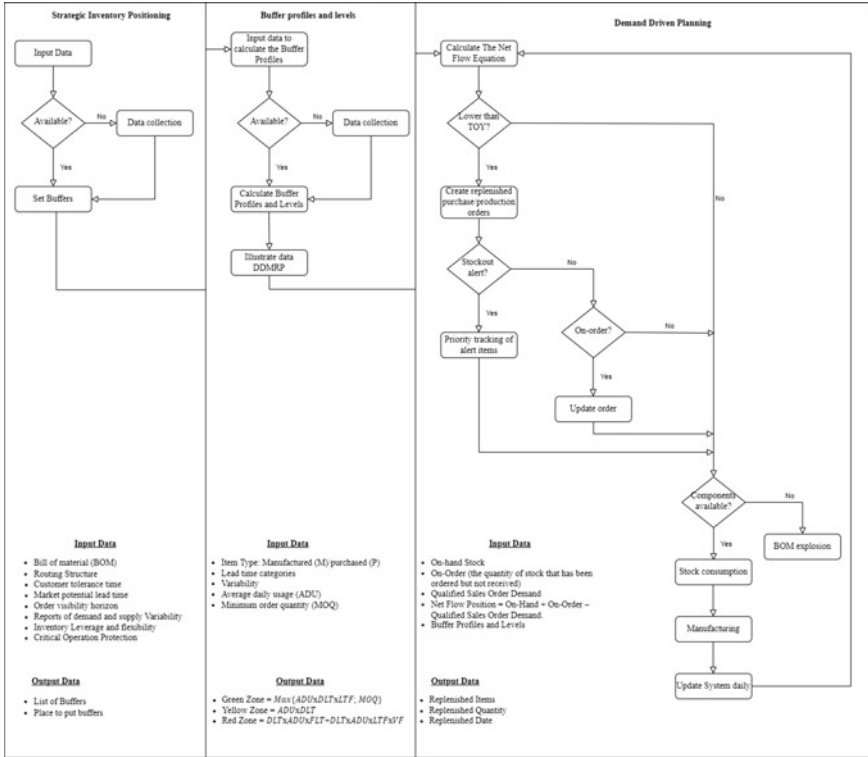 Strategic Inventory Positioning
Input Data
Available?
No
Data collection
Yes
Set Buffers
Input Data
Bill of material (BOM)
Routing Structure
Customer tolerance time
Market potential lead time
Order visibility horizon
Reports of demand and supply Variability
Inventory Leverage and flexibility
Critical Operation Protection
Output Data
List of Buffers
Place to put buffers
Buffer profiles and levels
Input data to
calculate the Buffer
Profiles
Available?
No
Data collection
Yes
Calculate Buffer
Profiles and Levels
Illustrate data
DDMRP
Input Data
Item Type: Manufactured (M)/purchased (P)
Lead time categories
Variability
Average daily usage (ADU)
Minimum order quantity (MOQ)
Output Data
Green Zone = Max{ADUxDLTxLTF; MOQ}
Yellow Zone = ADUxDLT
Red Zone = DLTxADUxFLT+DLTxADUxLTFxVF
Demand Driven Planning
Calculate The Net
Flow Equation
Lower than
TOY?
No
Yes
Create replenished
purchase production
orders
Stockout
alert?
No
Yes
On-order?
No
Priority tracking of
alert items
Yes
Update order
Components
available?
No
BOM explosion
Yes
Stock consumption
Manufacturing
Update System daily
Input Data
On-hand Stock
On-Order (the quantity of stock that has been
ordered but not received)
Qualified Sales Order Demand
Net Flow Position = On-Hand + On-Order –
Qualified Sales Order Demand.
Buffer Profiles and Levels
Output Data
Replenished Items
Replenished Quantity
Replenished Date